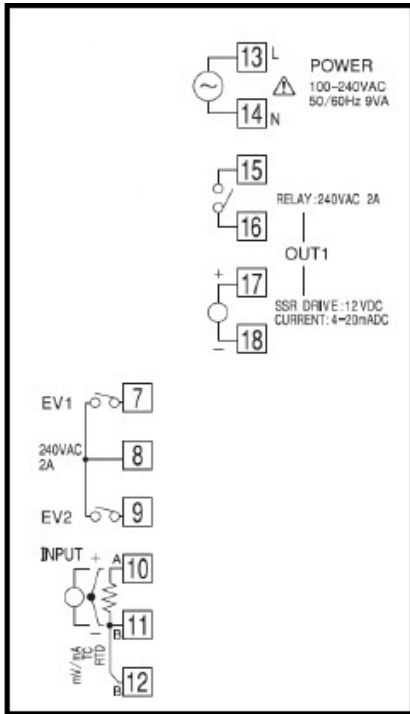 13 L
POWER
100-240VAC
50/60Hz 9VA
14 N
15
RELAY:240VAC 2A
16
OUT1
+
17
SSR DRIVE:12VDC
CURRENT:4-20mADC
18
-
EV1
7
240VAC
2A
8
EV2
9
INPUT
+
A
10
-
B
11
mV/mA
TC
RTD
B
12